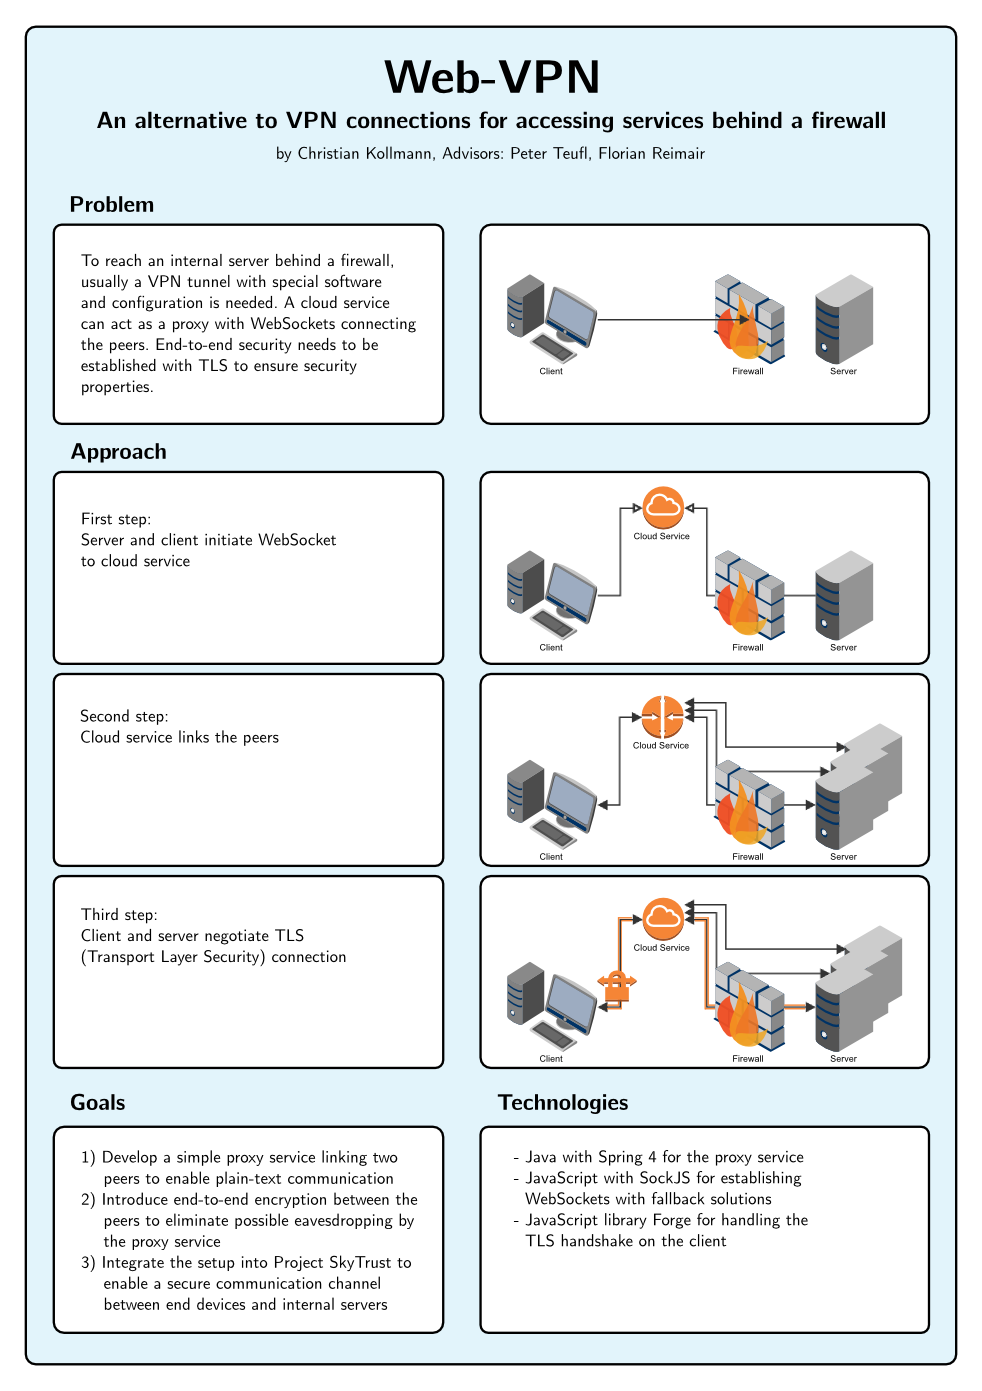 Web-VPN
An alternative to VPN connections for accessing services behind a firewall
by Christian Kollmann, Advisors: Peter Teufl, Florian Reimair
Problem
To reach an internal server behind a firewall,
usually a VPN tunnel with special software
and configuration is needed. A cloud service
can act as a proxy with WebSockets connecting
the peers. End-to-end security needs to be
established with TLS to ensure security
properties.
Client
Firewall
Server
Approach
First step:
Server and client initiate WebSocket
to cloud service
Cloud Service
Client
Firewall
Server
Second step:
Cloud service links the peers
Cloud Service
Client
Firewall
Server
Third step:
Client and server negotiate TLS
(Transport Layer Security) connection
Cloud Service
Client
Firewall
Server
Goals
1) Develop a simple proxy service linking two
peers to enable plain-text communication
2) Introduce end-to-end encryption between the
peers to eliminate possible eavesdropping by
the proxy service
3) Integrate the setup into Project SkyTrust to
enable a secure communication channel
between end devices and internal servers
Technologies
- Java with Spring 4 for the proxy service
- JavaScript with SockJS for establishing
WebSockets with fallback solutions
- JavaScript library Forge for handling the
TLS handshake on the client